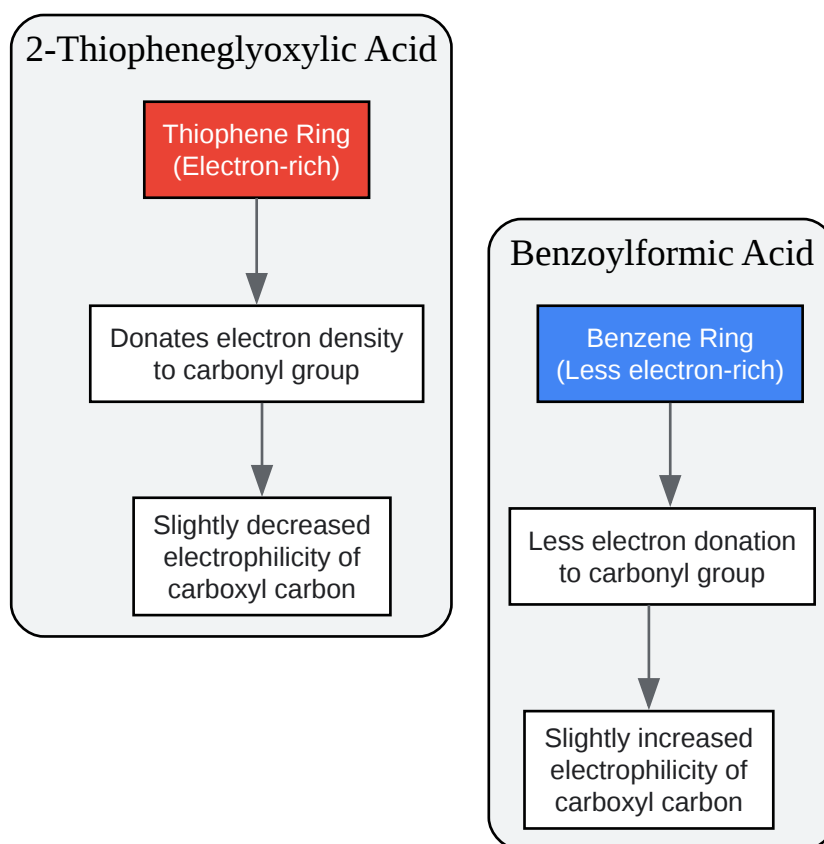 2-Thiopheneglyoxylic Acid
Thiophene Ring
(Electron-rich)
Donates electron density
to carbonyl group
Slightly decreased
electrophilicity of
carboxyl carbon
Benzoylformic Acid
Benzene Ring
(Less electron-rich)
Less electron donation
to carbonyl group
Slightly increased
electrophilicity of
carboxyl carbon